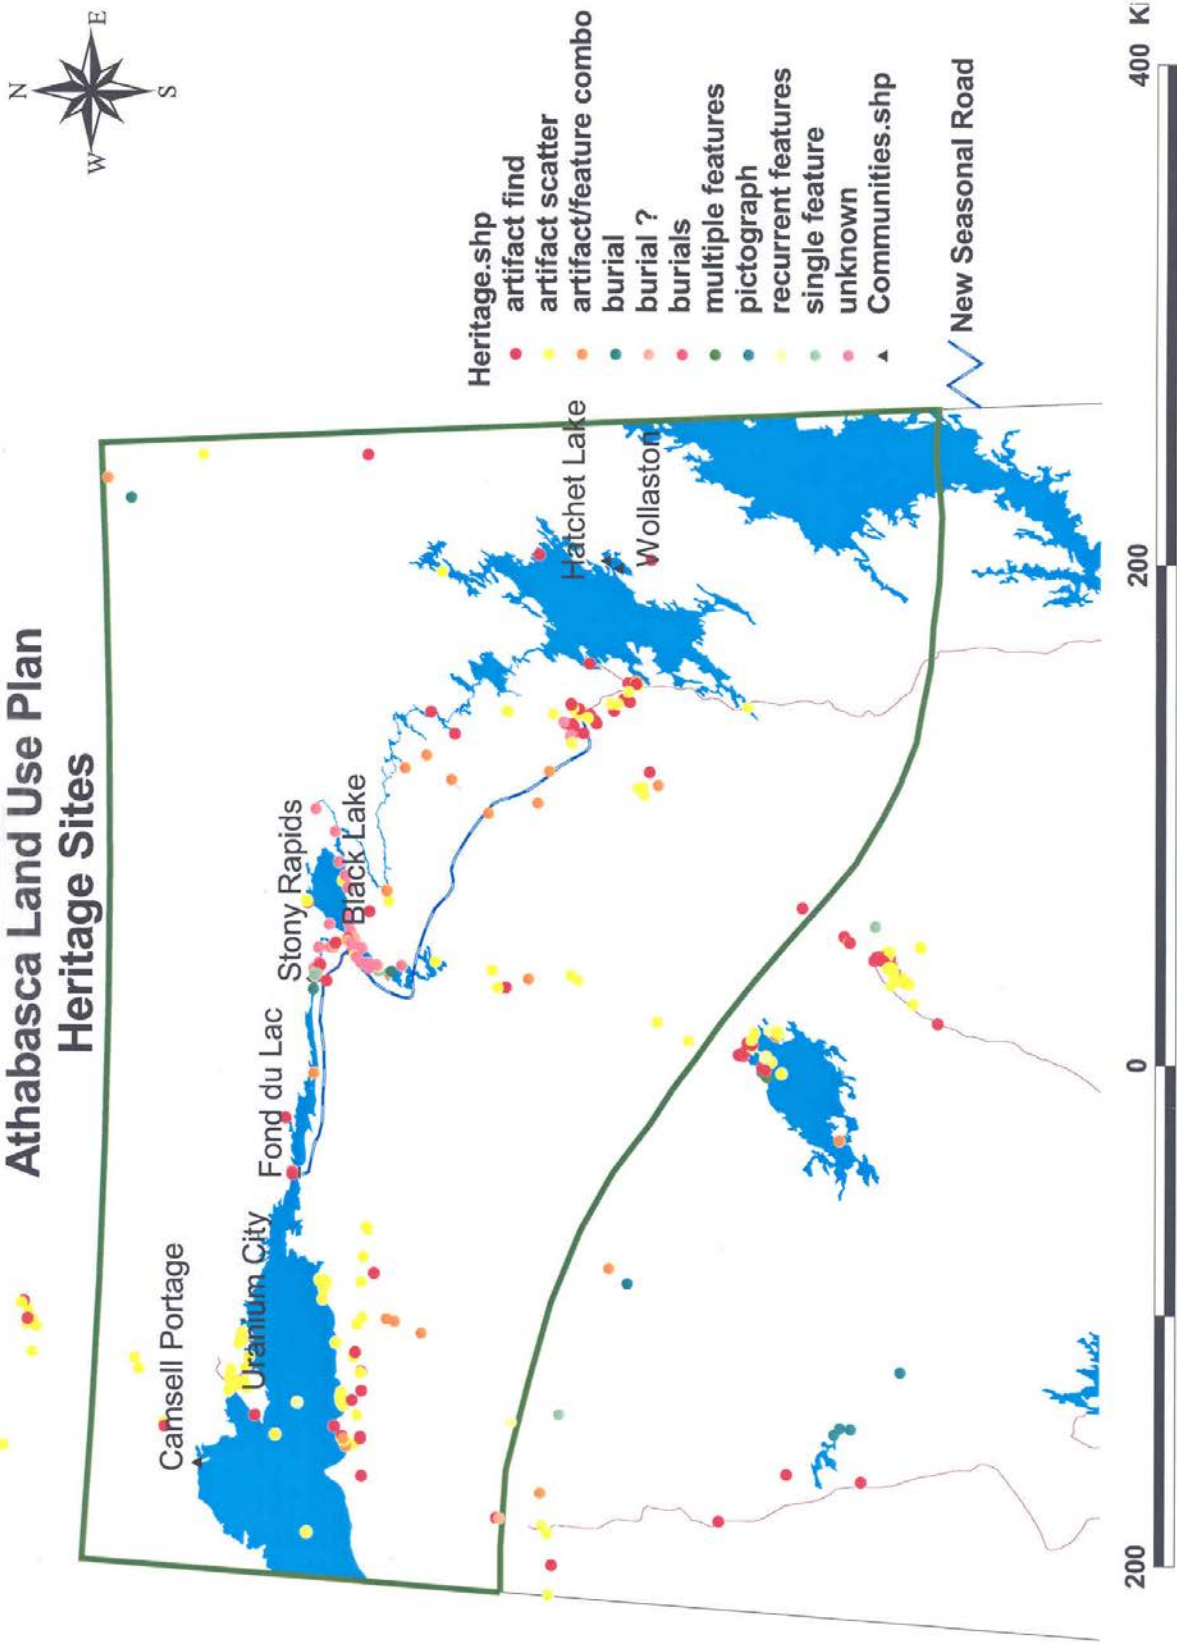 Athabasca Land Use Plan
Heritage Sites
N
W
E
S
Camsell Portage
Uranium City
Fond du Lac
Stony Rapids
Black Lake
Hatchet Lake
Wollaston
Heritage.shp
artifact find
artifact scatter
artifact/feature combo
burial
burial ?
burials
multiple features
pictograph
recurrent features
single feature
unknown
Communities.shp
New Seasonal Road
200
0
200
400 Ki